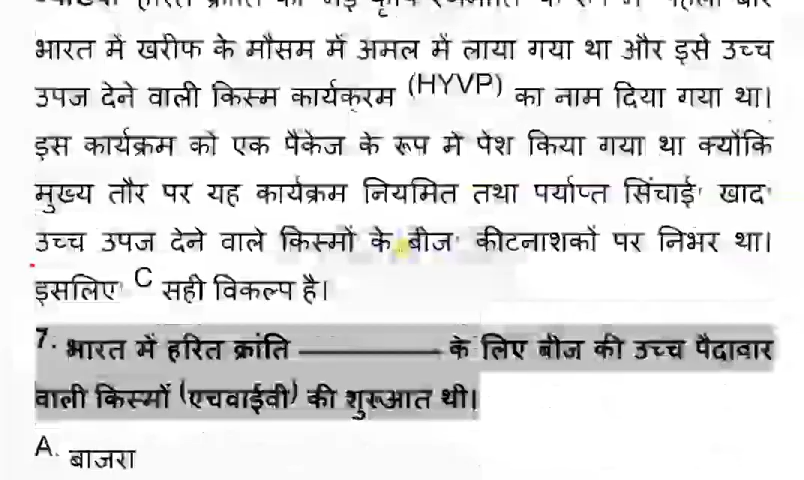 भारत में खरीफ के मौसम में अमल में लाया गया था और इसे उच्च
उपज देने वाली किस्म कार्यक्रम (HYVP) का नाम दिया गया था।
इस कार्यक्रम को एक पैकेज के रूप मे पेश किया गया था क्योंकि
मुख्य तौर पर यह कार्यक्रम नियमित तथा पर्याप्त सिंचाई' खाद'
उच्च उपज देने वाले किस्मों के बीज' कीटनाशकों पर निभर था।
इसलिए' C सही विकल्प है।
7. भारत में हरित क्रांति ________ के लिए बीज की उच्च पैदावार
वाली किस्मों (एचवाईवी) की शुरूआत थी।
A. बाजरा